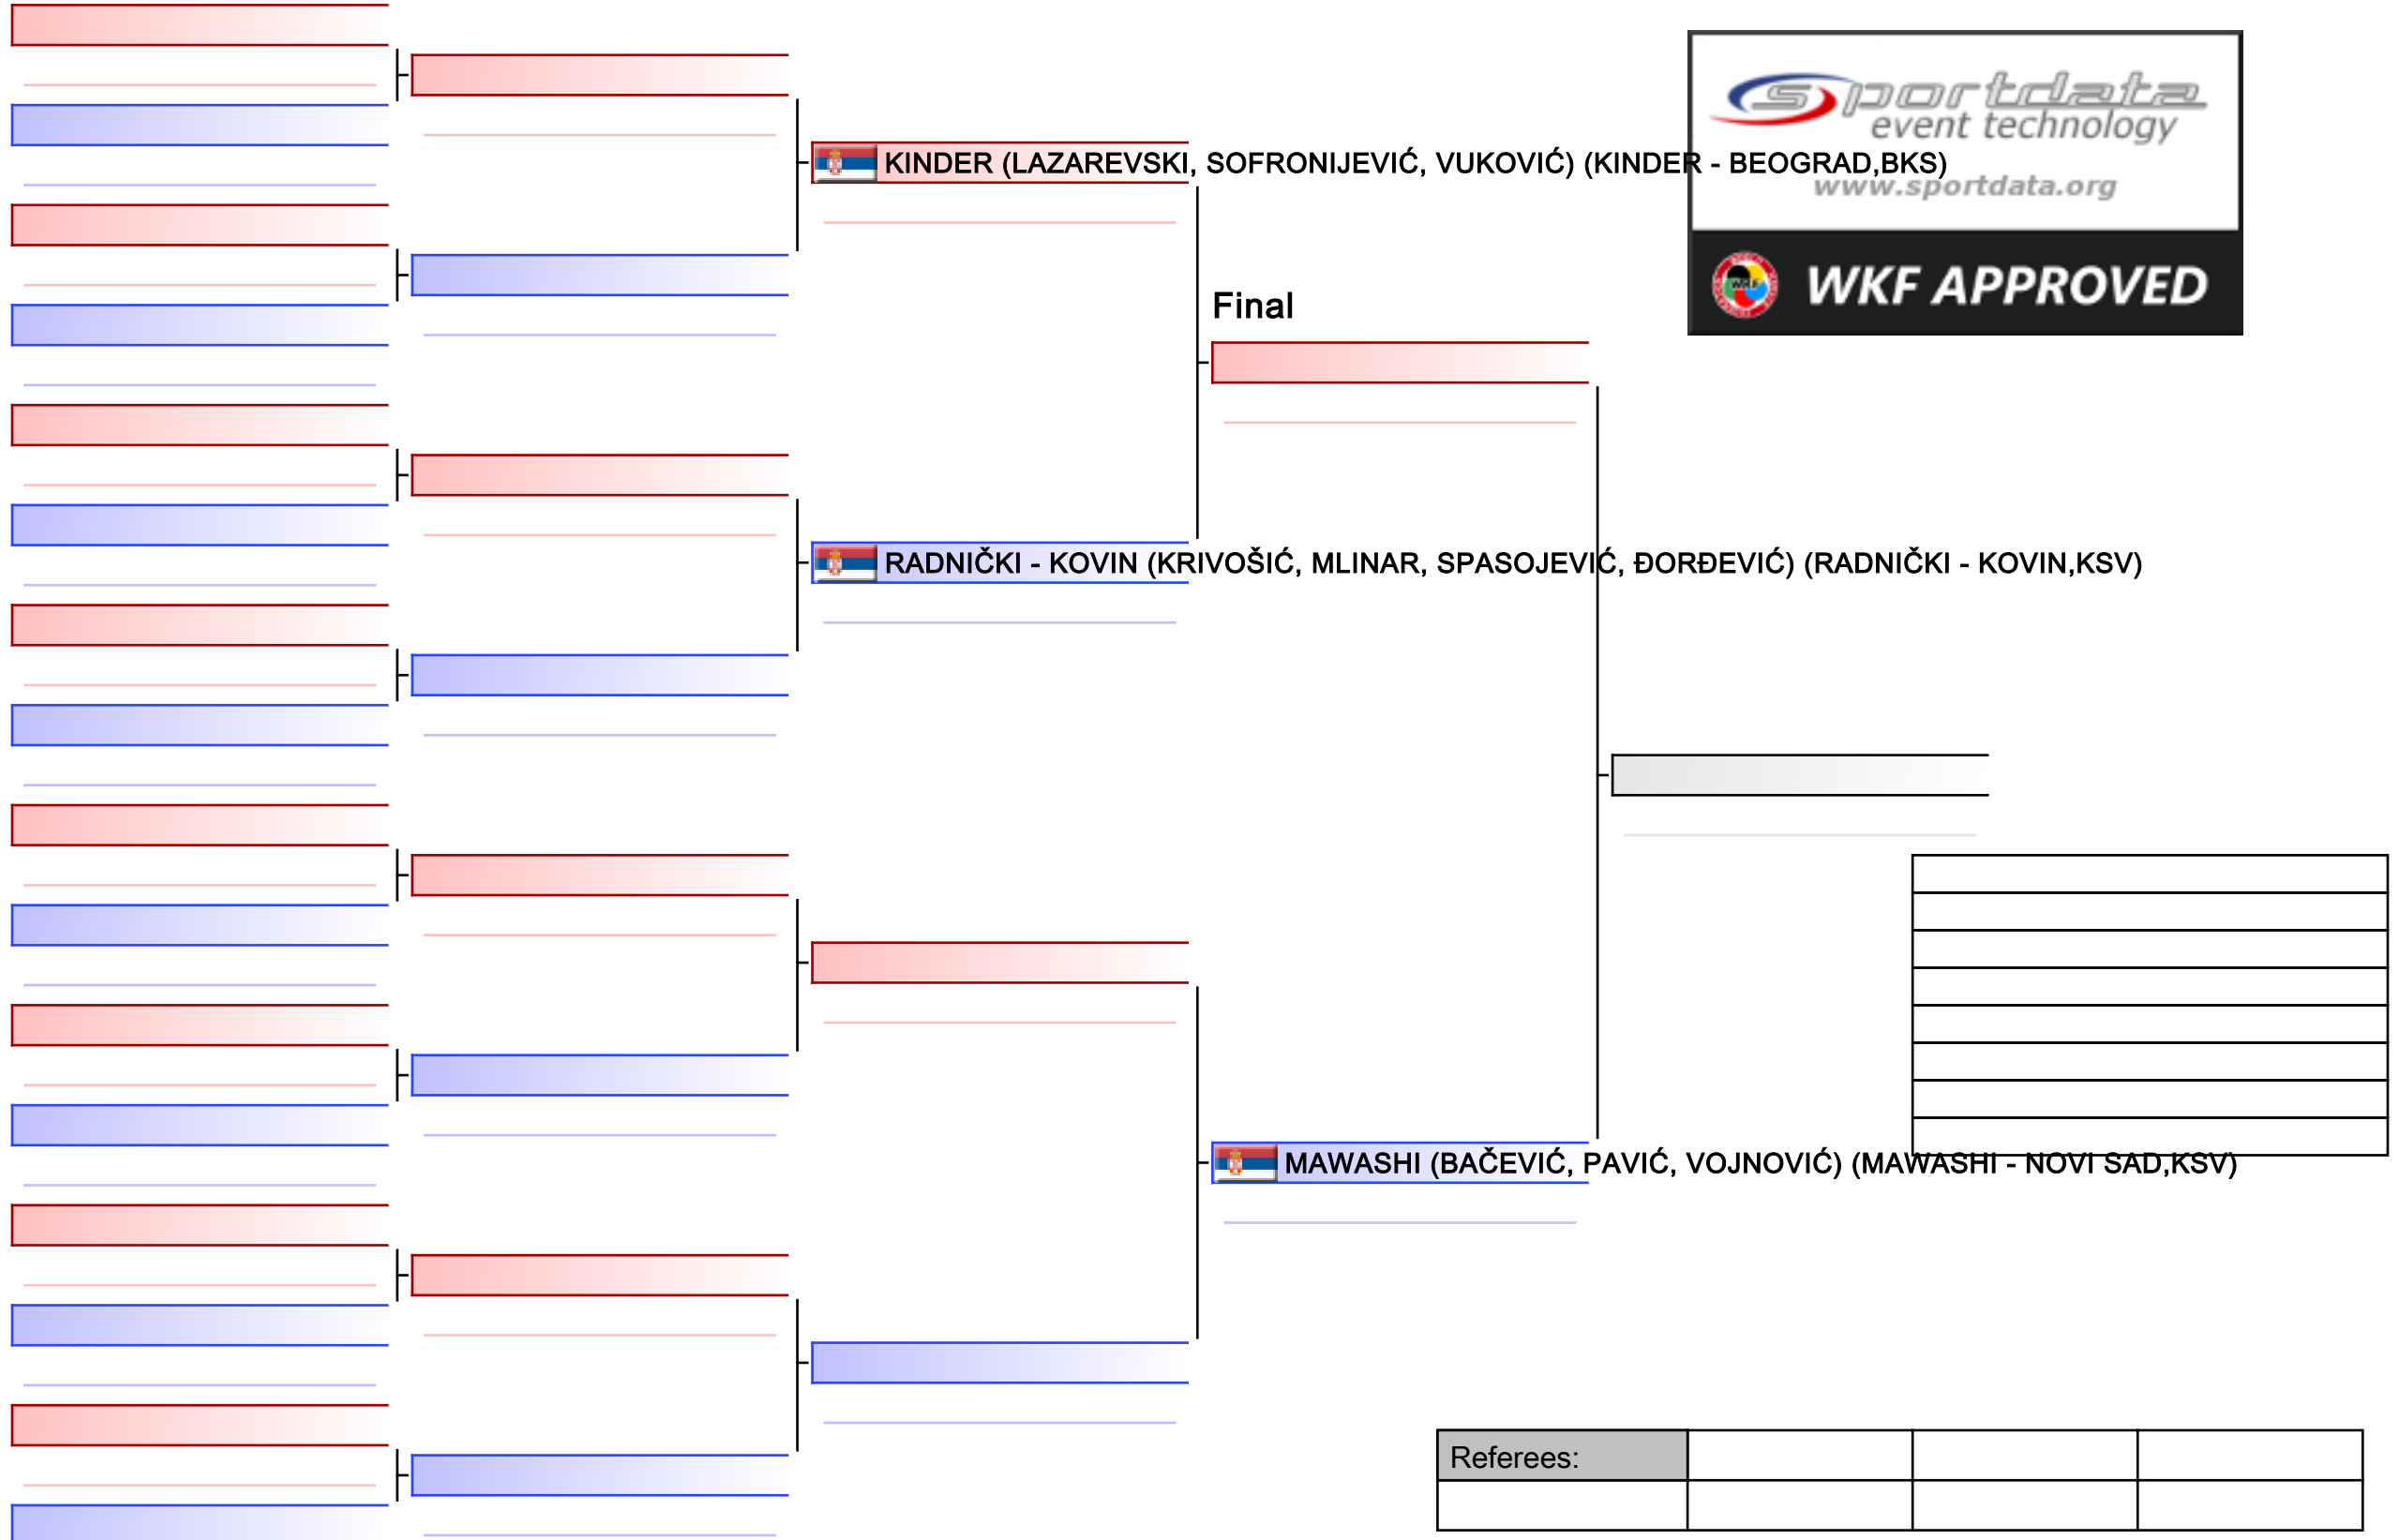 sportdata
event technology
KINDER (LAZAREVSKI, SOFRONIJEVIĆ, VUKOVIĆ) (KINDER - BEOGRAD,BKS)
www.sportdata.org
WKF
WKF APPROVED
Final
RADNIČKI - KOVIN (KRIVOŠIĆ, MLINAR, SPASOJEVIĆ, ĐORĐEVIĆ) (RADNIČKI - KOVIN,KSV)
MAWASHI (BAČEVIĆ, PAVIĆ, VOJNOVIĆ) (MAWASHI - NOVI SAD,KSV)
Referees: